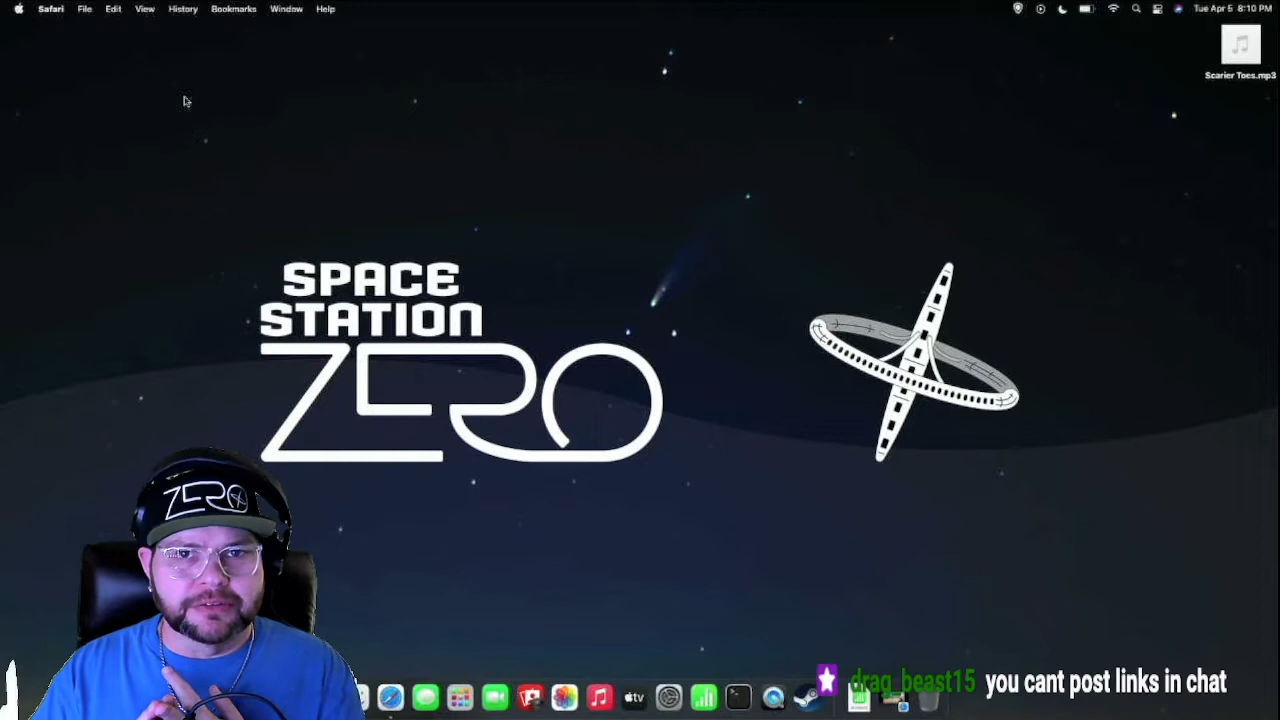 Safari File Edit View History Bookmarks Window Help
Tue Apr 5 8:10 PM
Scarier Toes.mp3
SPACE
STATION
ZERO
ZERO
tv
drag_beast15 you cant post links in chat